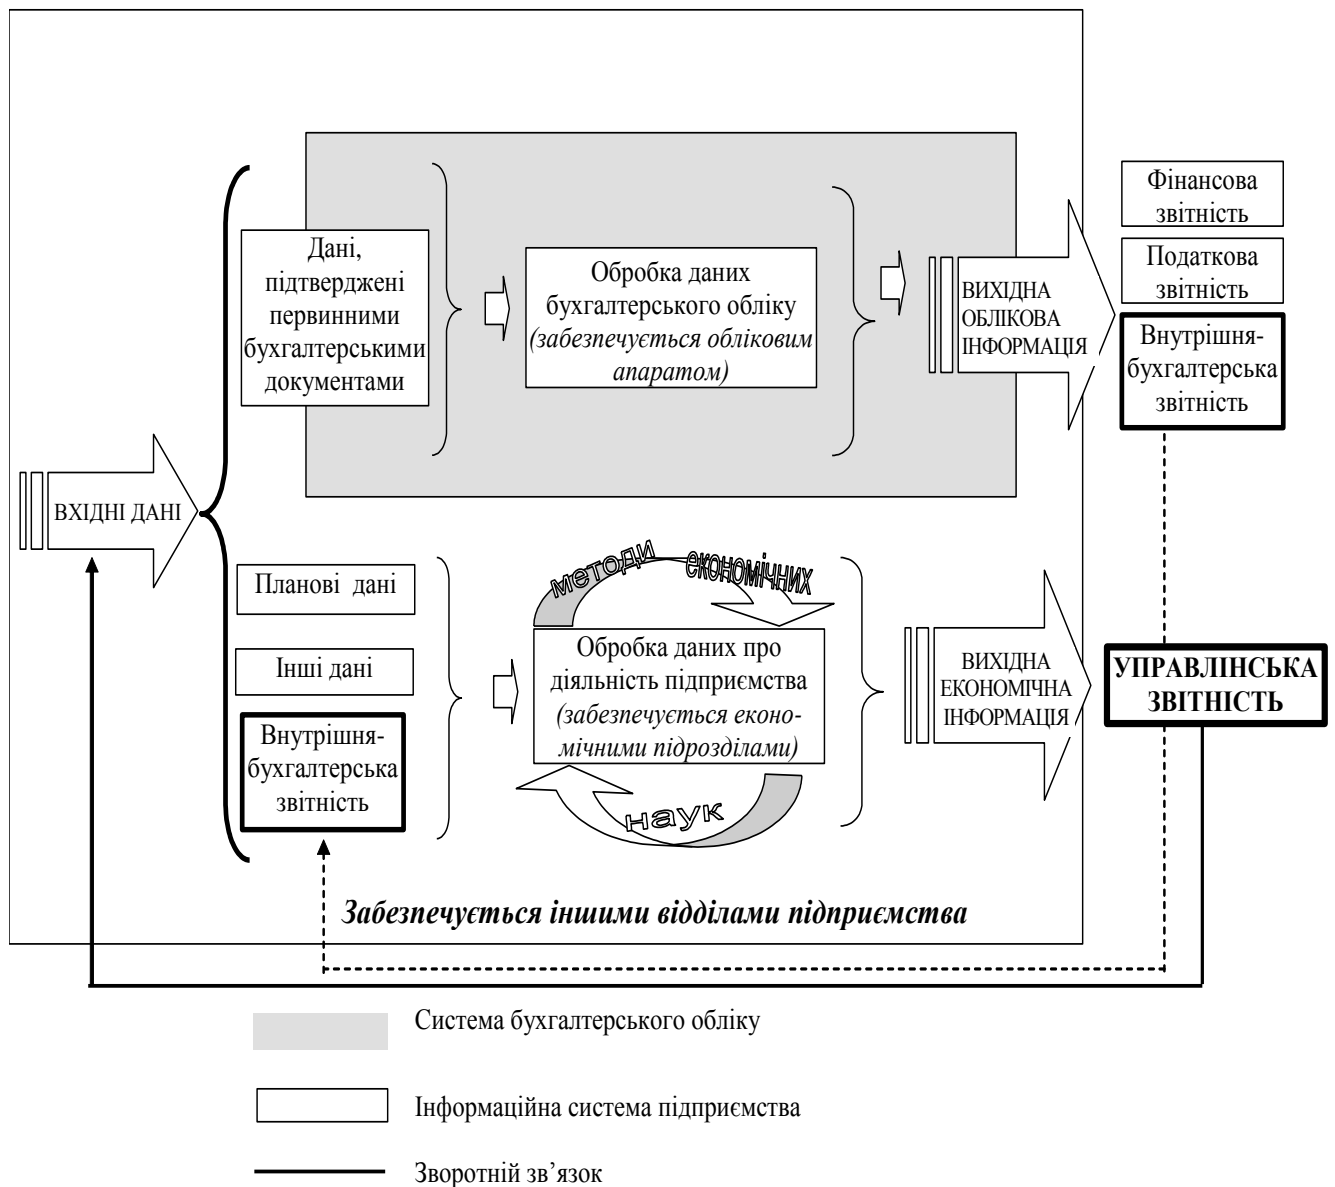 Фінансова
звітність
Податкова
звітність
Внутрішня-
бухгалтерська
звітність
Дані,
підтверджені
первинними
бухгалтерськими
документами
Обробка даних
бухгалтерського обліку
(забезпечується обліковим
апаратом)
ВИХІДНА
ОБЛІКОВА
ІНФОРМАЦІЯ
ВХІДНІ ДАНІ
Планові дані
Інші дані
Внутрішня-
бухгалтерська
звітність
методи економічних
Обробка даних про
діяльність підприємства
(забезпечується еконо-
мічними підрозділами)
наук
ВИХІДНА
ЕКОНОМІЧНА
ІНФОРМАЦІЯ
УПРАВЛІНСЬКА
ЗВІТНІСТЬ
Забезпечується іншими відділами підприємства
Система бухгалтерського обліку
Інформаційна система підприємства
Зворотній зв’язок